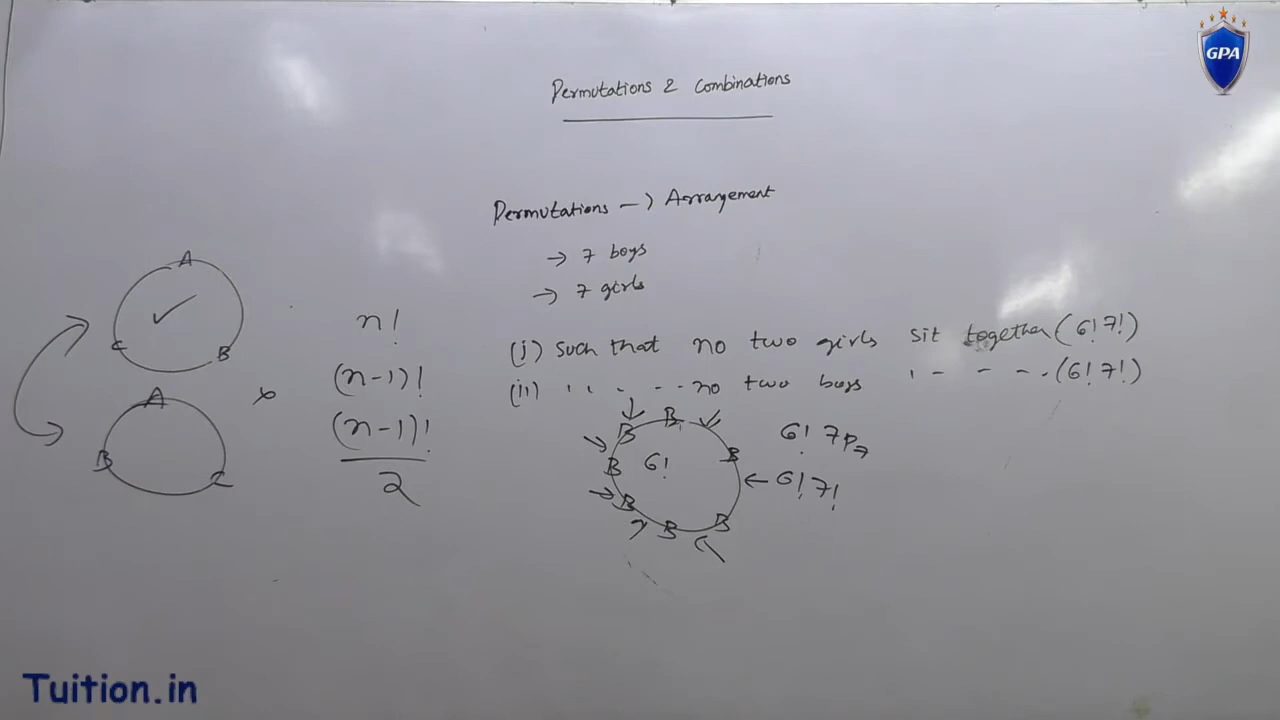 GPA
Permutations & Combinations
Permutations -> Arrangement
-> 7 boys
-> 7 girls
(i) Such that no two girls sit together (6! 7!)
(ii) " " - - - no two boys " - - - - (6! 7!)
A
C B
A
B C
n!
(n-1)!
(n-1)!
2
B B B B B B B
6!
6! 7P7
6! 7!
Tuition.in